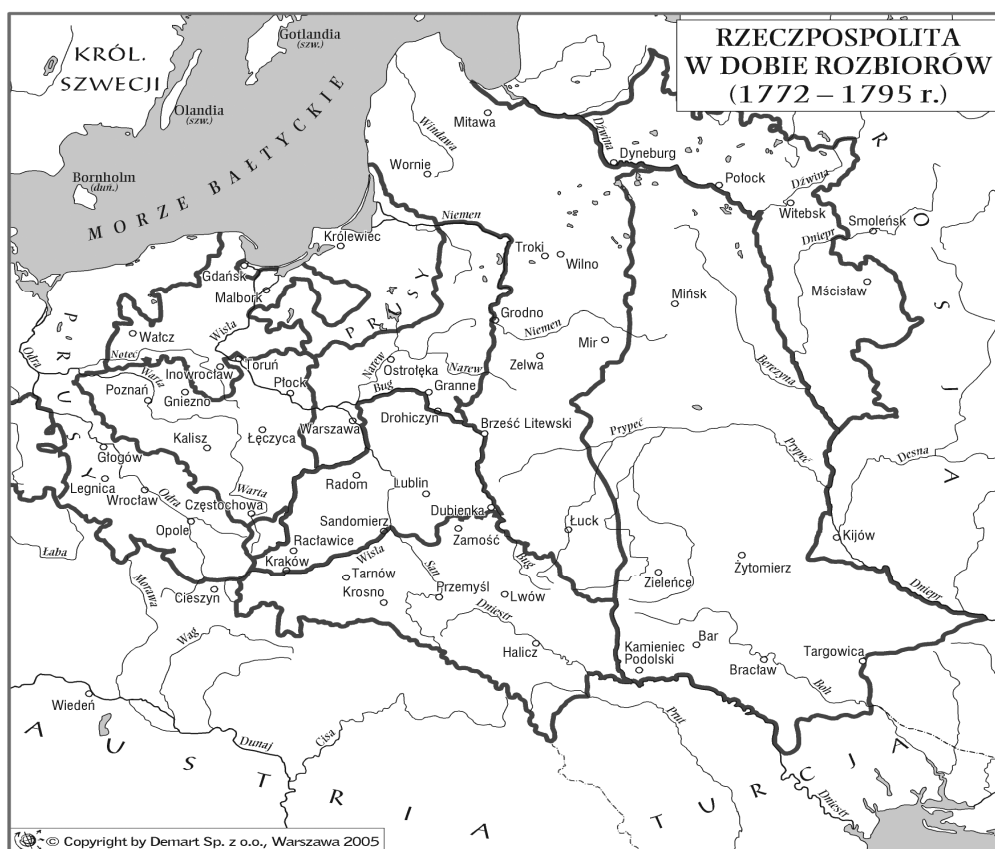 RZECZPOSPOLITA
W DOBIE ROZBIORÓW
(1772 – 1795 r.)
KRÓL.
SZWECJI
Gotlandia
(szw.)
Olandia
(szw.)
Bornholm
(duń.)
MORZE BAŁTYCKIE
Windawa
Mitawa
Wornie
Dźwina
Dyneburg
Połock
Dźwina
Witebsk
Smoleńsk
Dniepr
Mścisław
ROSJA
Niemen
Królewiec
Troki
Wilno
Gdańsk
Malbork
PRUSY
Mińsk
Grodno
Niemen
Mir
Zelwa
Berezyna
PRUSY
Wałcz
Wisła
Noteć
Odra
Toruń
Inowrocław
Poznań
Warta
Gniezno
Płock
Narew
Ostrołęka
Narew
Bug
Granne
Drohiczyn
Warszawa
Brześć Litewski
Prypeć
Prypeć
Desna
Kalisz
Łęczyca
Głogów
Legnica
Wrocław
Odra
Warta
Częstochowa
Opole
Radom
Lublin
Dubienka
Sandomierz
Zamość
Łuck
Bug
Kijów
Racławice
Kraków
Wisła
San
Tarnów
Krosno
Przemyśl
Lwów
Zieleńce
Żytomierz
Dniepr
Łaba
Morawa
Cieszyn
Wag
Dniestr
Halicz
Kamieniec
Podolski
Bar
Bracław
Targowica
Boh
Wiedeń
Dunaj
Cisa
Prut
Dniestr
AUSTRIA
TURCJA
© Copyright by Demart Sp. z o.o., Warszawa 2005